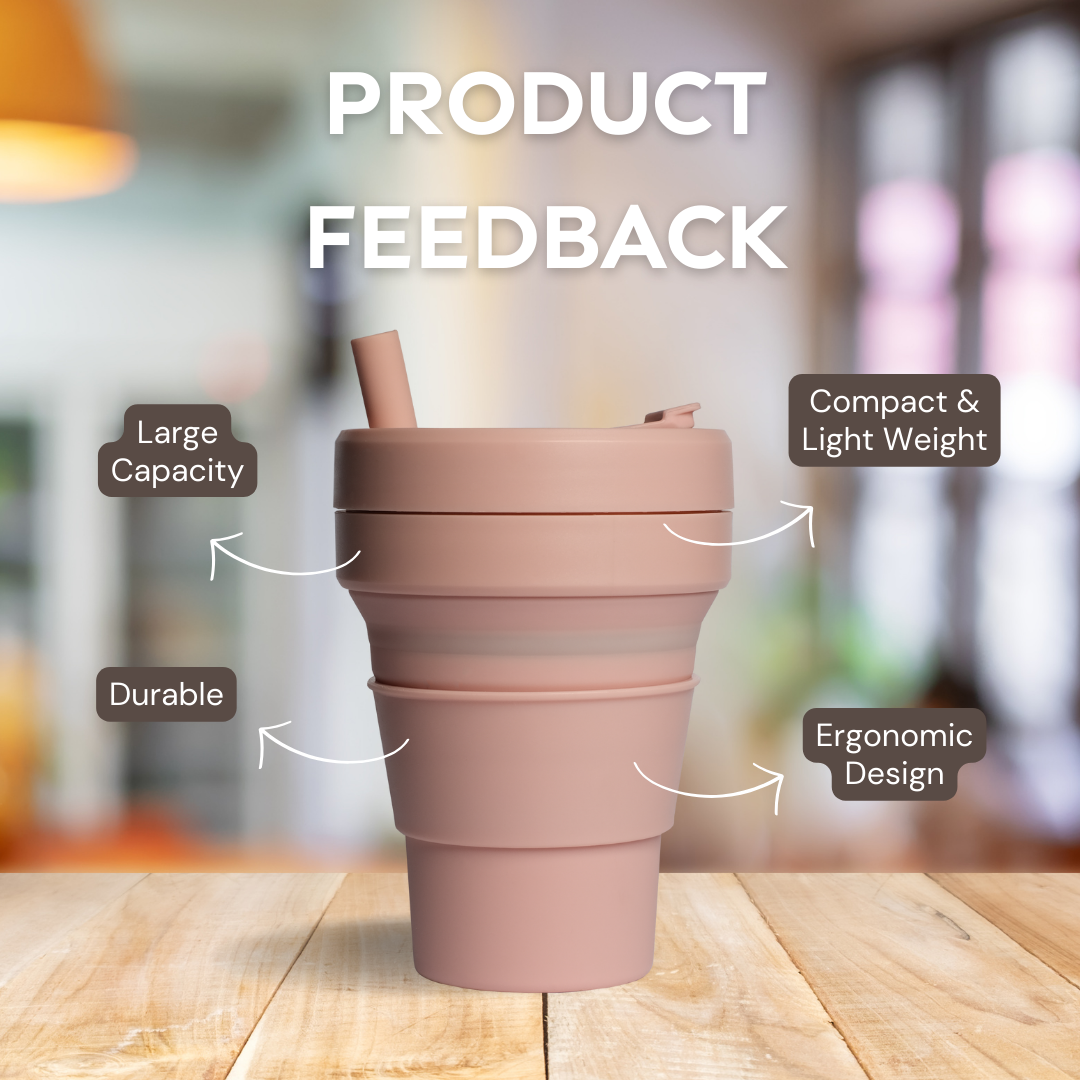 PRODUCT
FEEDBACK
Large
Capacity
Compact &
Light Weight
Durable
Ergonomic
Design